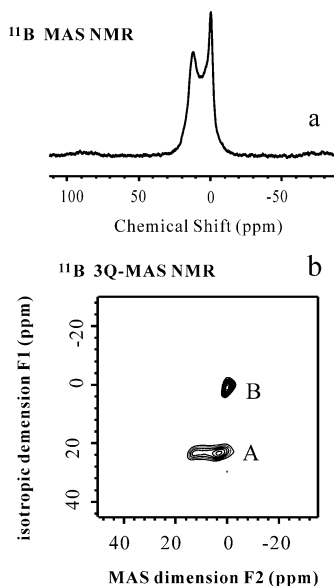 ¹¹B MAS NMR
a
100 50 0 -50
Chemical Shift (ppm)
¹¹B 3Q-MAS NMR
b
isotropic demension F1 (ppm)
-20
0
20
40
B
A
40 20 0 -20
MAS dimension F2 (ppm)